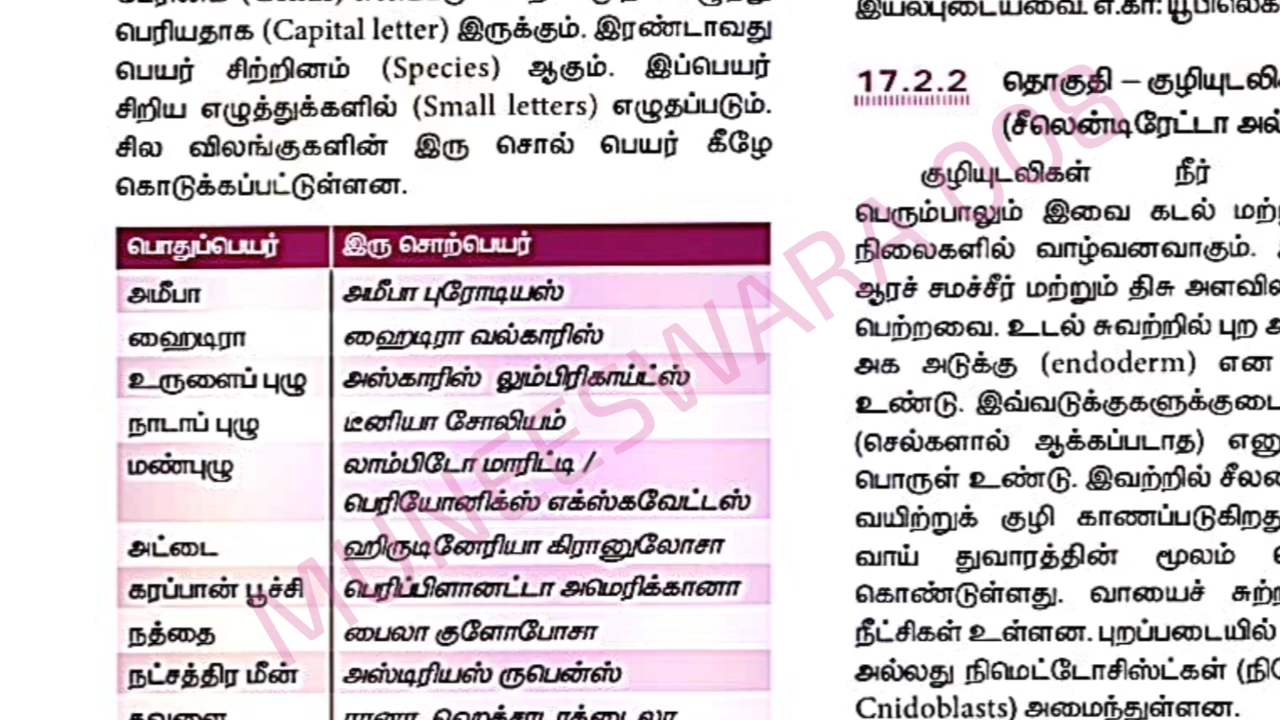 பெரியதாக (Capital letter) இருக்கும். இரண்டாவது
பெயர் சிற்றினம் (Species) ஆகும். இப்பெயர்
சிறிய எழுத்துக்களில் (Small letters) எழுதப்படும்.
சில விலங்குகளின் இரு சொல் பெயர் கீழே
கொடுக்கப்பட்டுள்ளன.
பொதுப்பெயர் இரு சொற்பெயர்
அமீபா அமீபா புரோடியஸ்
ஹைடிரா ஹைடிரா வல்காரிஸ்
உருளைப் புழு அஸ்காரிஸ் லும்பிரிகாய்ட்ஸ்
நாடாப் புழு டீனியா சோலியம்
மண்புழு லாம்பிடோ மாரிட்டி /
பெரியோனிக்ஸ் எக்ஸ்கவேட்டஸ்
அட்டை ஹிருடினேரியா கிரானுலோசா
கரப்பான் பூச்சி பெரிப்பிளானட்டா அமெரிக்கானா
நத்தை பைலா குளோபோசா
நட்சத்திர மீன் அஸ்டிரியஸ் ருபென்ஸ்
17.2.2 தொகுதி – குழியுடலி
(சீலென்டிரேட்டா அல்
குழியுடலிகள் நீர்
பெரும்பாலும் இவை கடல் மற்
நிலைகளில் வாழ்வனவாகும்.
ஆரச் சமச்சீர் மற்றும் திசு அளவி
பெற்றவை. உடல் சுவற்றில் புற
அக அடுக்கு (endoderm) என
உண்டு. இவ்வடுக்குகளுக்குடை
(செல்களால் ஆக்கப்படாத) எனு
பொருள் உண்டு. இவற்றில் சீல
வயிற்றுக் குழி காணப்படுகிறது
வாய் துவாரத்தின் மூலம்
கொண்டுள்ளது. வாயைச் சுற்
நீட்சிகள் உள்ளன. புறப்படையில்
அல்லது நிமெட்டோசிஸ்ட்கள் (நி
Cnidoblasts) அமைந்துள்ளன.
MUNEESWARA DOS